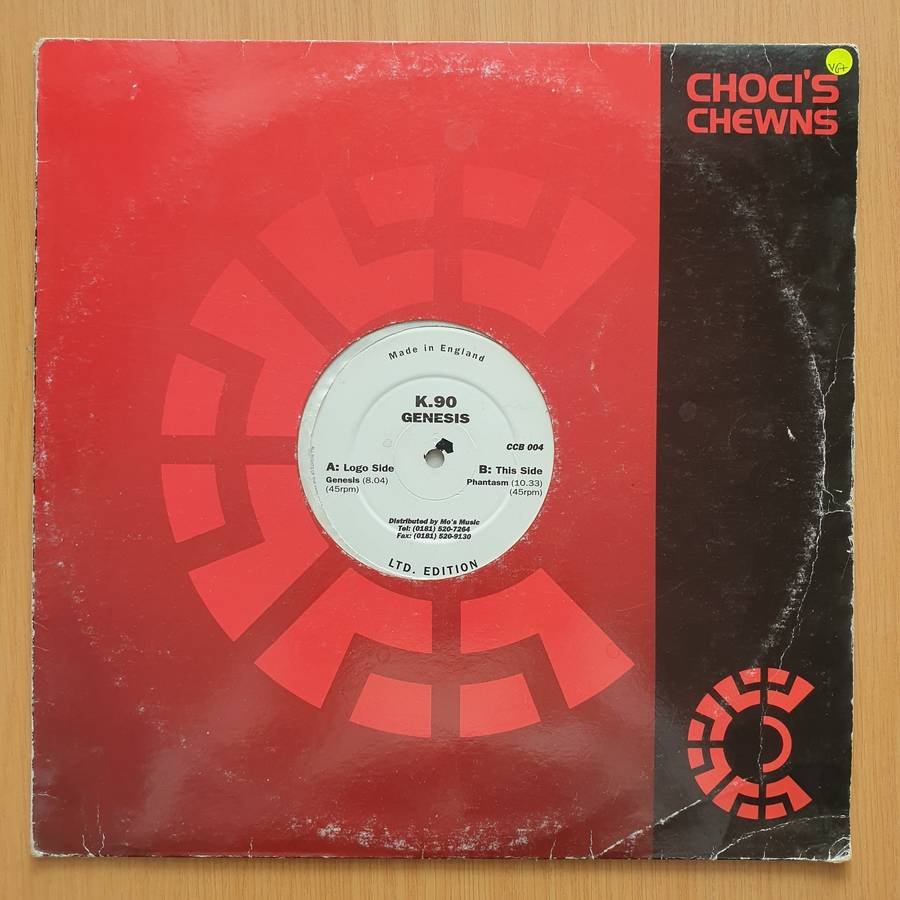 CHOCI'S
CHEWNS
VG+
Made in England
K.90
GENESIS
CCB 004
A: Logo Side
Genesis (8.04)
(45rpm)
B: This Side
Phantasm (10.33)
(45rpm)
Distributed by Mo's Music
Tel: (0181) 520-7264
Fax: (0181) 520-9130
LTD. EDITION